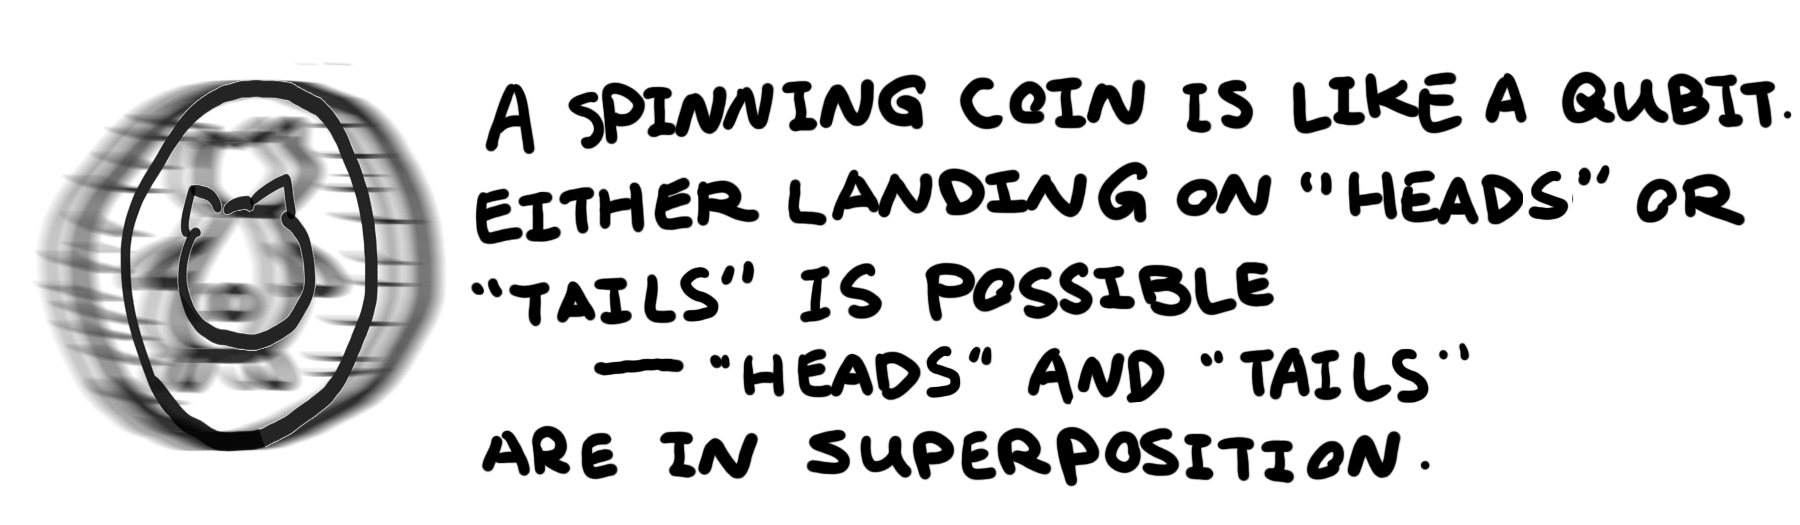 A SPINNING COIN IS LIKE A QUBIT.
EITHER LANDING ON "HEADS" OR
"TAILS" IS POSSIBLE
— "HEADS" AND "TAILS"
ARE IN SUPERPOSITION.